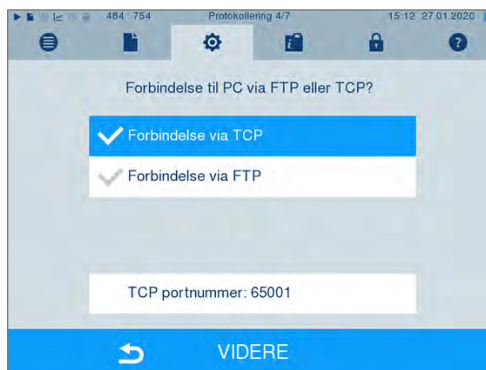 484 · 754 Protokollering 4/7 15:12 27.01.2020
Forbindelse til PC via FTP eller TCP?
Forbindelse via TCP
Forbindelse via FTP
TCP portnummer: 65001
VIDERE